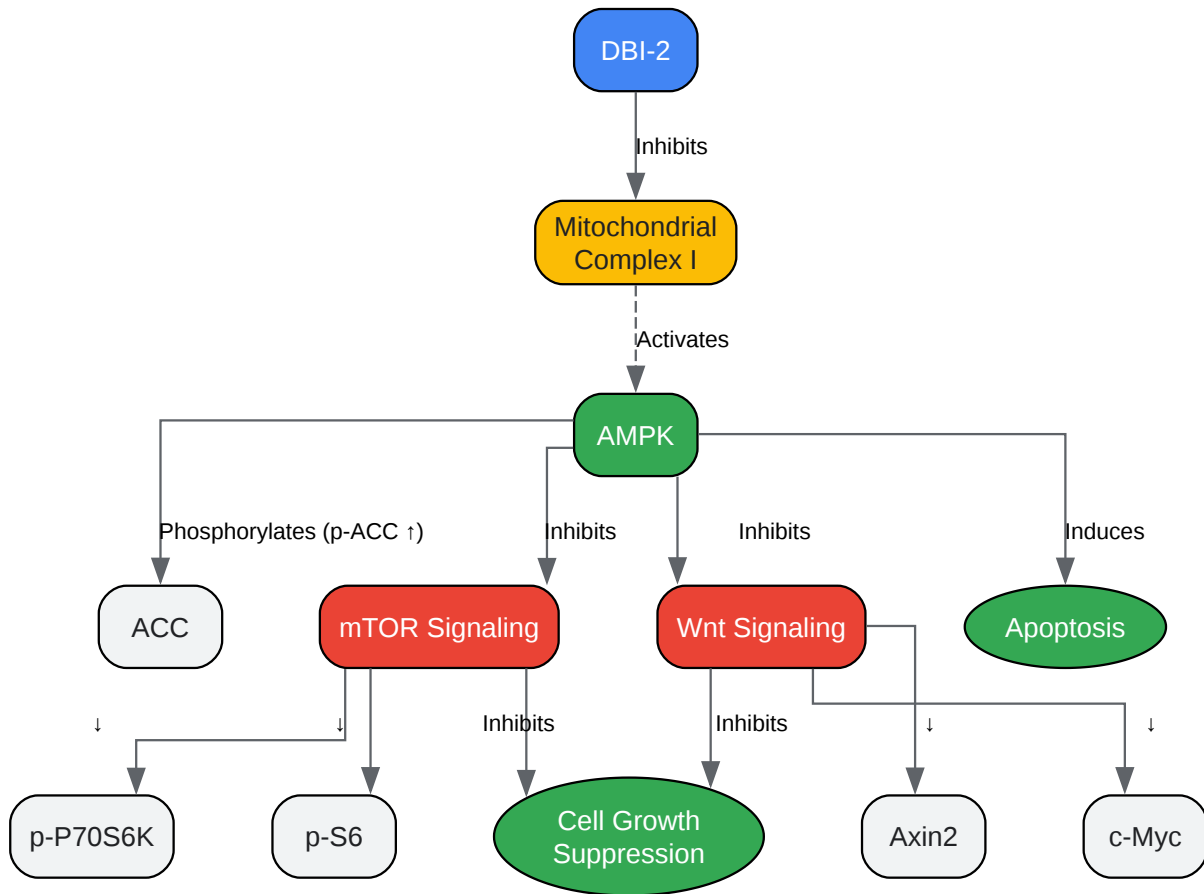 DBI-2
Inhibits
Mitochondrial
Complex I
Activates
AMPK
Phosphorylates (p-ACC ↑)
Inhibits
Inhibits
Induces
ACC
mTOR Signaling
Wnt Signaling
Apoptosis
↓
↓
Inhibits
Inhibits
↓
↓
p-P70S6K
p-S6
Cell Growth
Suppression
Axin2
c-Myc